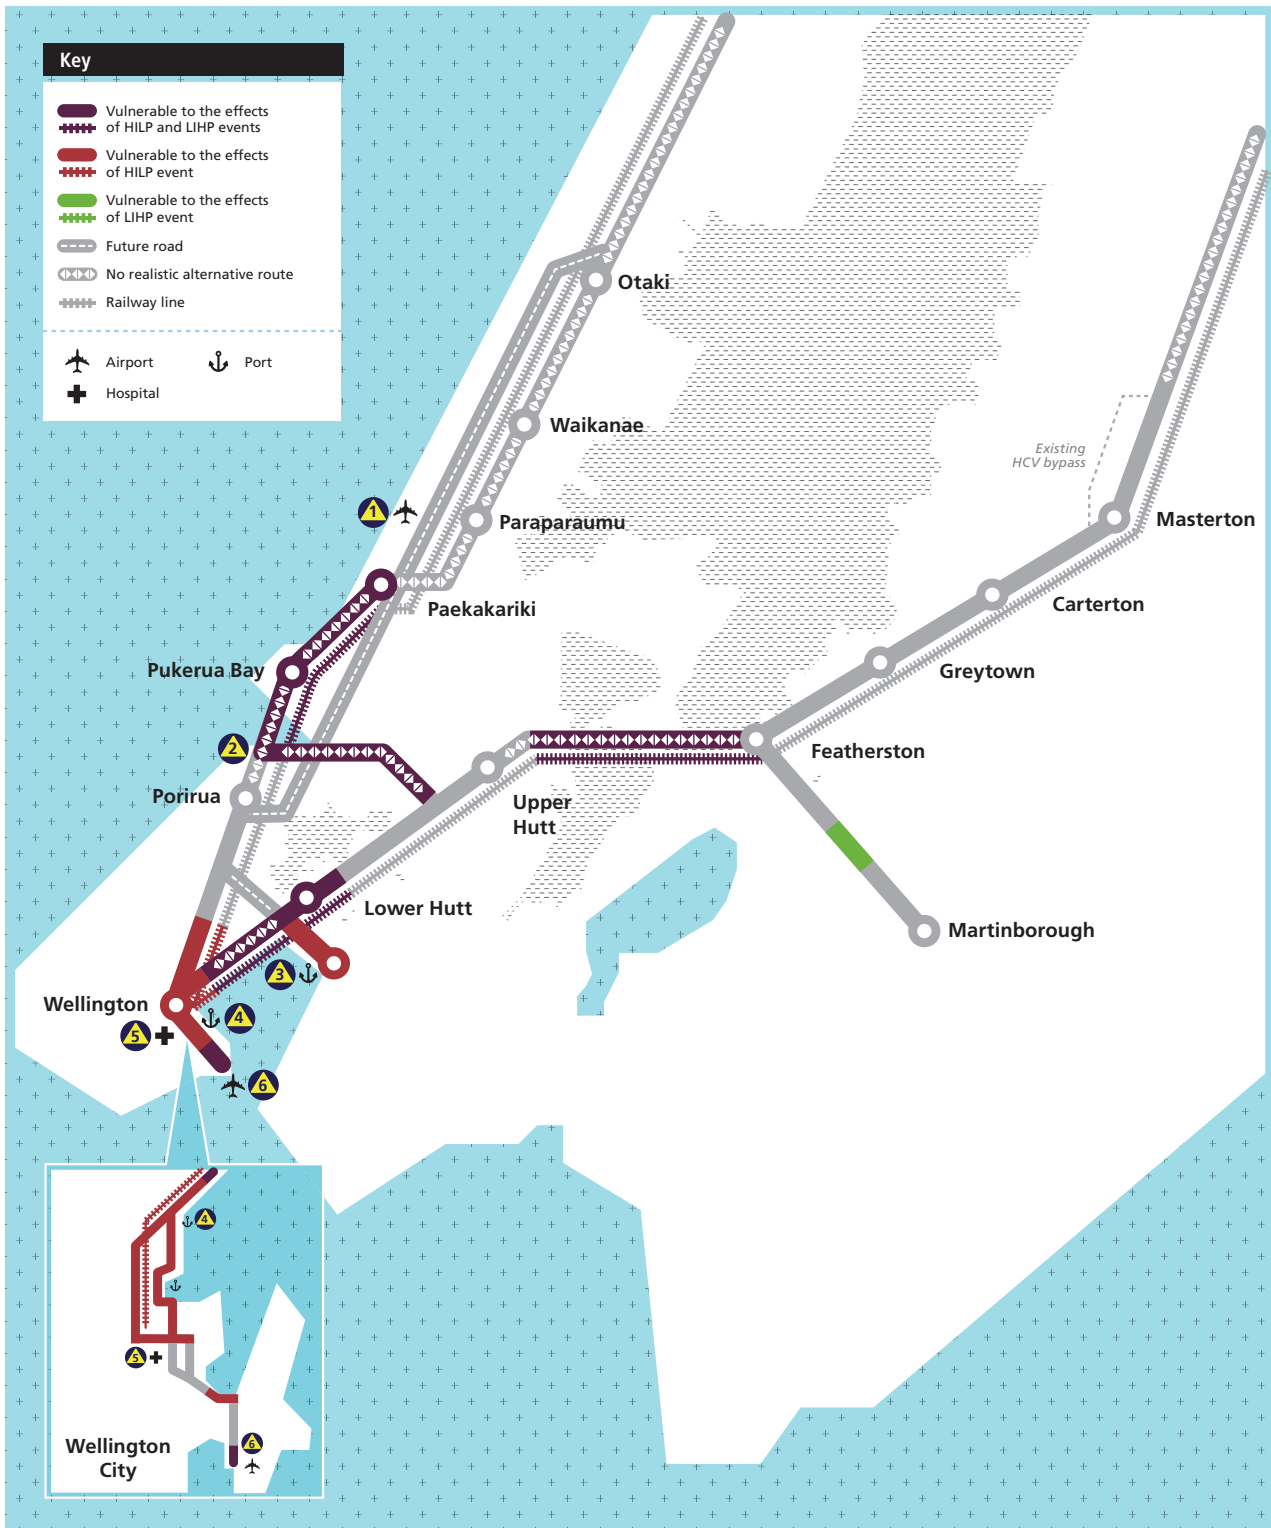 Key
Vulnerable to the effects
of HILP and LIHP events
Vulnerable to the effects
of HILP event
Vulnerable to the effects
of LIHP event
Future road
No realistic alternative route
Railway line
Airport
Port
Hospital
Otaki
Waikanae
Existing
HCV bypass
1
Paraparaumu
Masterton
Paekakariki
Carterton
Pukerua Bay
Greytown
2
Featherston
Porirua
Upper
Hutt
Lower Hutt
Martinborough
3
Wellington
4
5
6
4
5
6
Wellington
City